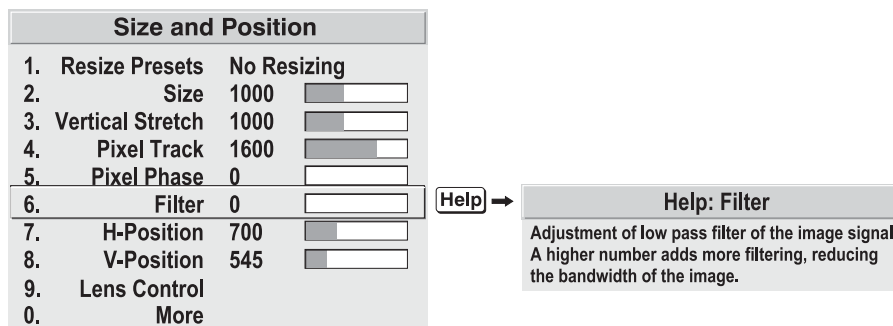 Size and Position
1. Resize Presets No Resizing
2. Size 1000
3. Vertical Stretch 1000
4. Pixel Track 1600
5. Pixel Phase 0
6. Filter 0
7. H-Position 700
8. V-Position 545
9. Lens Control
0. More
Help
Help: Filter
Adjustment of low pass filter of the image signal
A higher number adds more filtering, reducing
the bandwidth of the image.